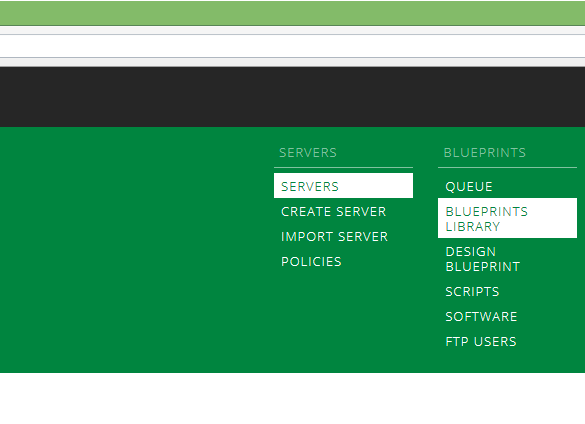 SERVERS
SERVERS
CREATE SERVER
IMPORT SERVER
POLICIES
BLUEPRINTS
QUEUE
BLUEPRINTS
LIBRARY
DESIGN
BLUEPRINT
SCRIPTS
SOFTWARE
FTP USERS